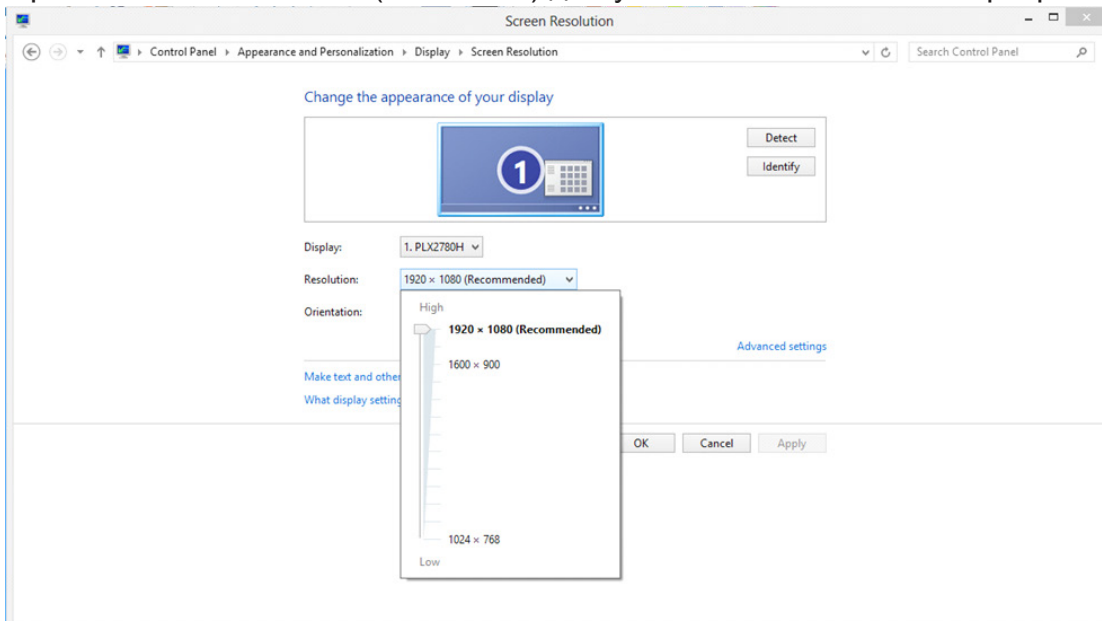 Screen Resolution
Control Panel Appearance and Personalization Display Screen Resolution
Search Control Panel
Change the appearance of your display
1
Detect
Identify
Display: 1. PLX2780H
Resolution: 1920 × 1080 (Recommended)
Orientation:
High
1920 × 1080 (Recommended)
1600 × 900
1024 × 768
Low
Advanced settings
Make text and other
What display setting
OK Cancel Apply